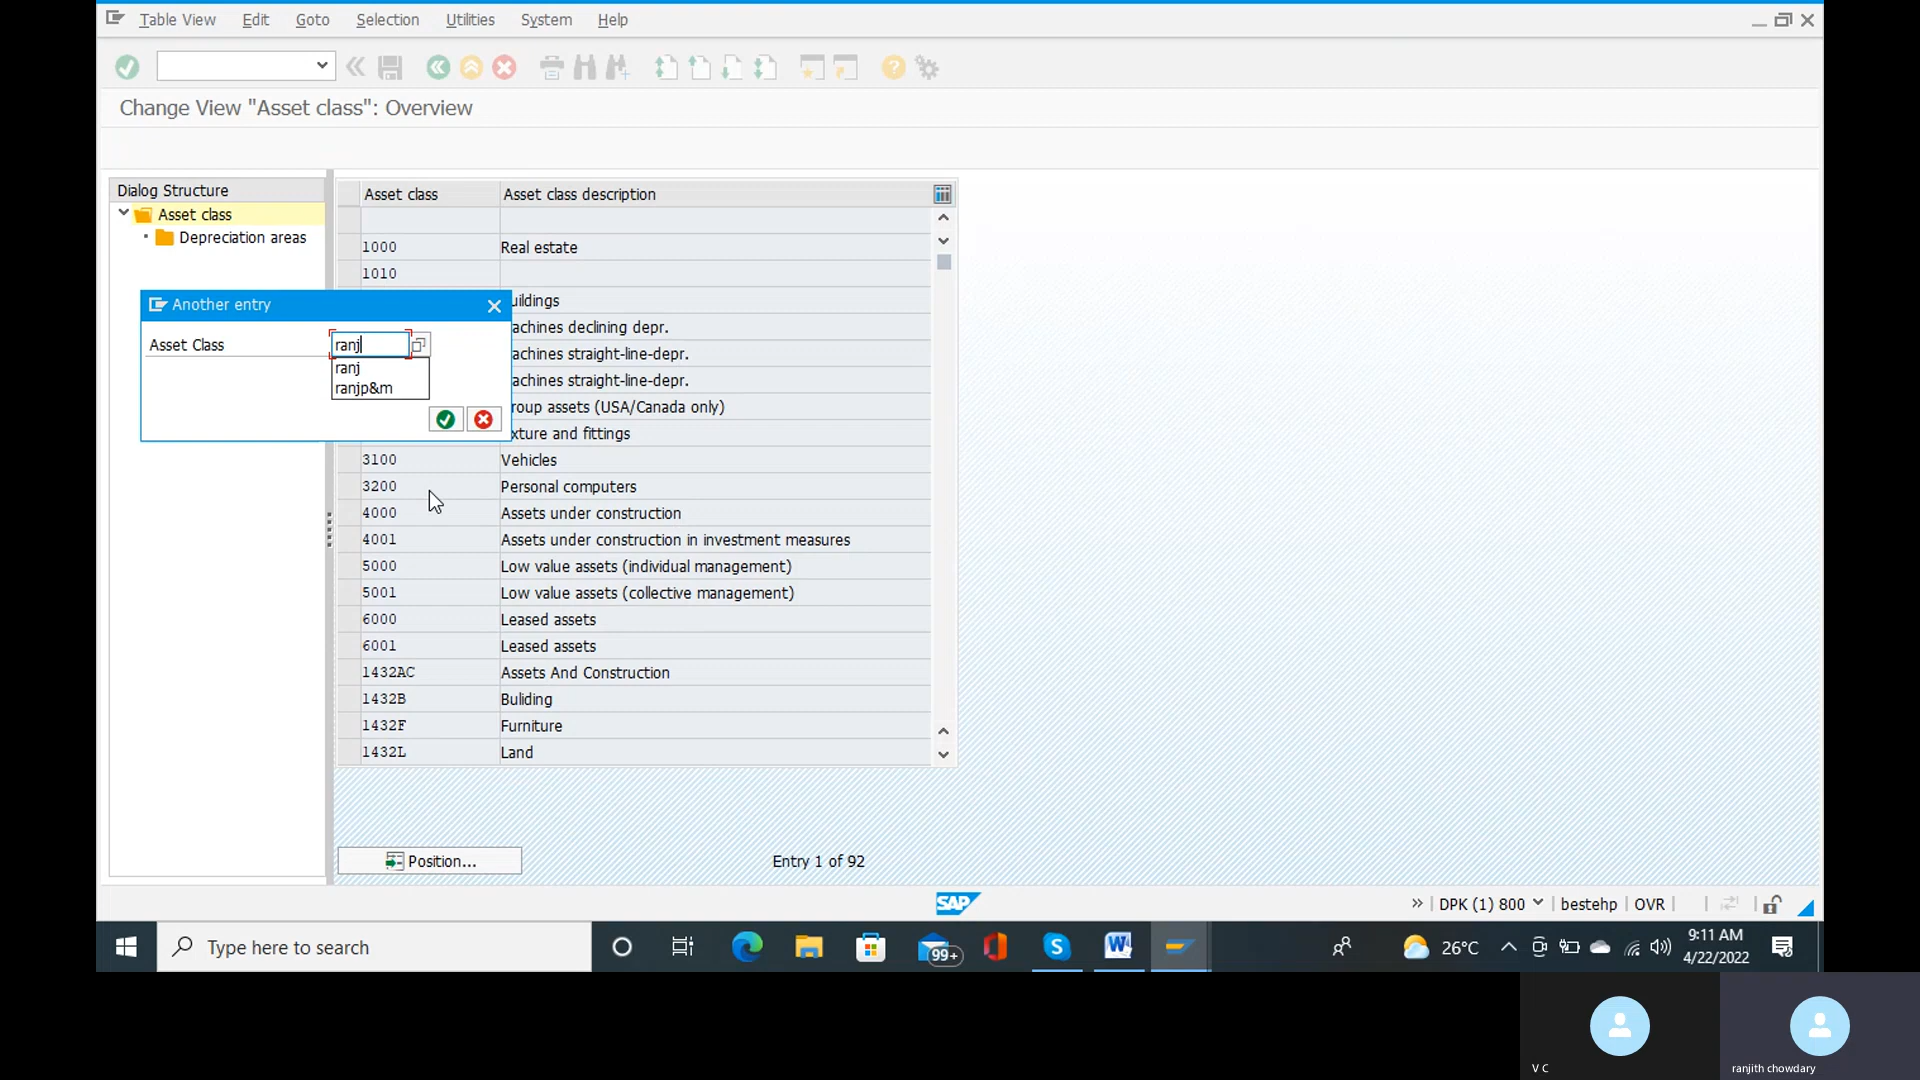 Table View Edit Goto Selection Utilities System Help
Change View "Asset class": Overview
Dialog Structure
Asset class
Depreciation areas
Asset class Asset class description
1000 Real estate
1010
uildings
achines declining depr.
achines straight-line-depr.
achines straight-line-depr.
roup assets (USA/Canada only)
xture and fittings
3100 Vehicles
3200 Personal computers
4000 Assets under construction
4001 Assets under construction in investment measures
5000 Low value assets (individual management)
5001 Low value assets (collective management)
6000 Leased assets
6001 Leased assets
1432AC Assets And Construction
1432B Buliding
1432F Furniture
1432L Land
Another entry
Asset Class ranj
ranj
ranjp&m
Position... Entry 1 of 92
SAP DPK (1) 800 bestehp OVR
Type here to search 99+ 26°C 9:11 AM
4/22/2022
V C ranjith chowdary